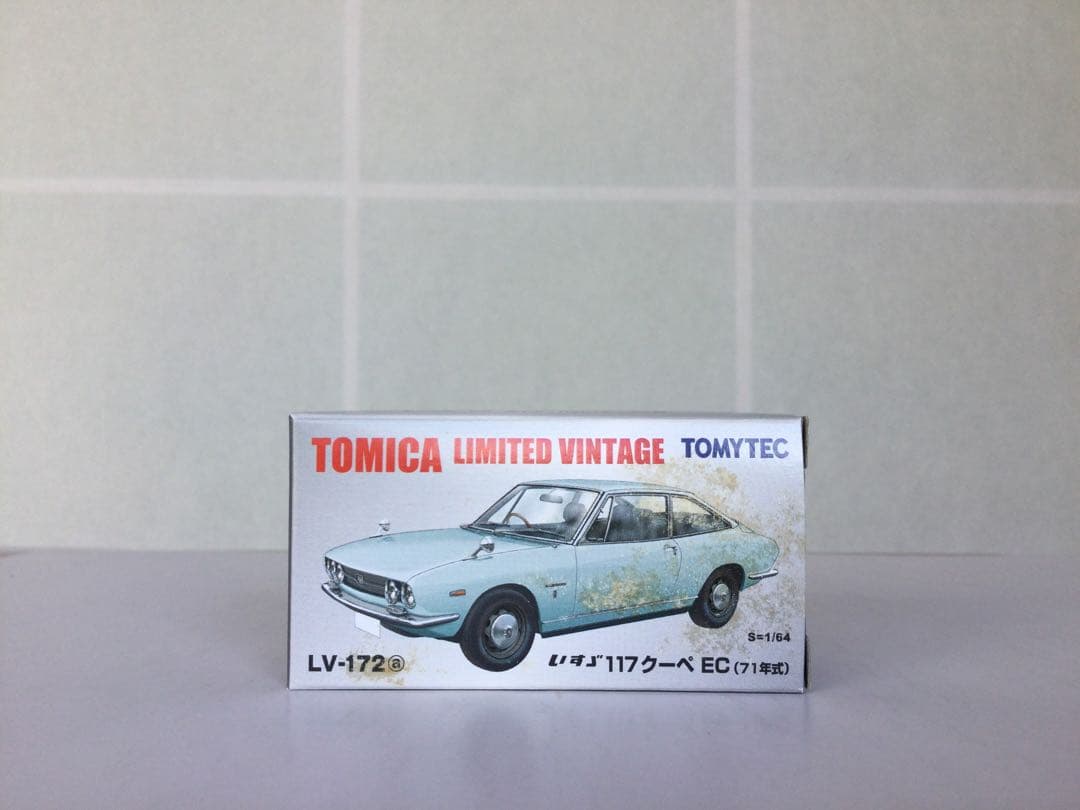 TOMICA LIMITED VINTAGE TOMYTEC
S=1/64
LV-172ⓐ いすゞ 117クーペ EC(71年式)